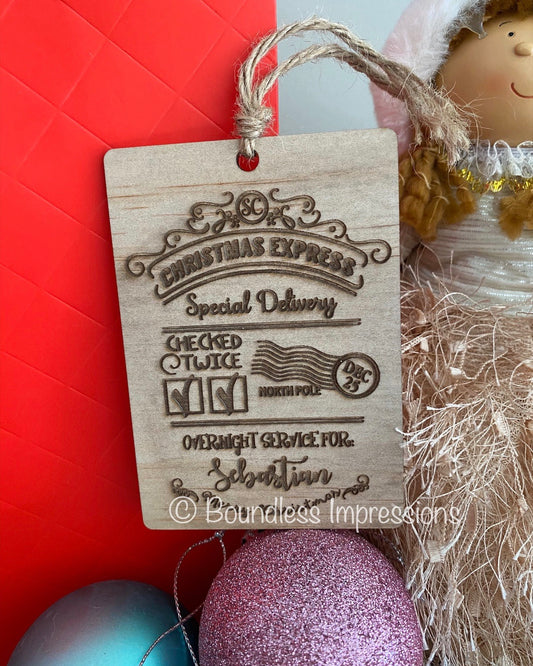 SC
CHRISTMAS EXPRESS
Special Delivery
CHECKED
TWICE
DEC
25
NORTH POLE
OVERNIGHT SERVICE FOR:
Sebastian
© Boundless Impressions